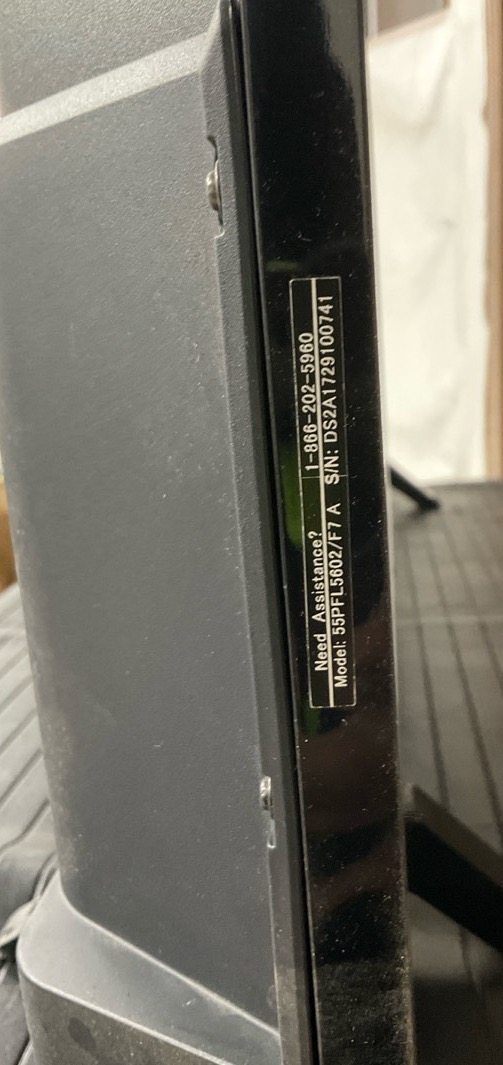 Need Assistance? 1-866-202-5960
Model: 55PFL5602/F7 A S/N: DS2A1729100741